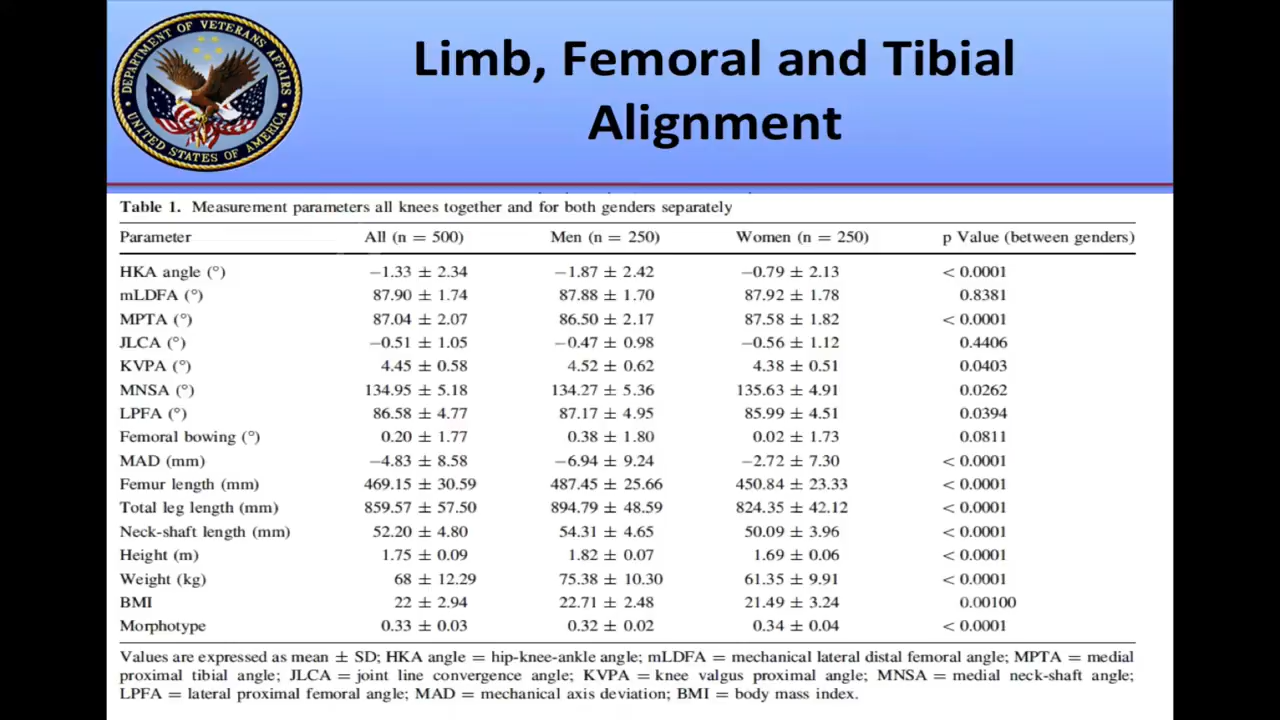 DEPARTMENT OF VETERANS AFFAIRS
UNITED STATES OF AMERICA
Limb, Femoral and Tibial
Alignment
Table 1. Measurement parameters all knees together and for both genders separately
Parameter All (n = 500) Men (n = 250) Women (n = 250) p Value (between genders)
HKA angle (°) −1.33 ± 2.34 −1.87 ± 2.42 −0.79 ± 2.13 < 0.0001
mLDFA (°) 87.90 ± 1.74 87.88 ± 1.70 87.92 ± 1.78 0.8381
MPTA (°) 87.04 ± 2.07 86.50 ± 2.17 87.58 ± 1.82 < 0.0001
JLCA (°) −0.51 ± 1.05 −0.47 ± 0.98 −0.56 ± 1.12 0.4406
KVPA (°) 4.45 ± 0.58 4.52 ± 0.62 4.38 ± 0.51 0.0403
MNSA (°) 134.95 ± 5.18 134.27 ± 5.36 135.63 ± 4.91 0.0262
LPFA (°) 86.58 ± 4.77 87.17 ± 4.95 85.99 ± 4.51 0.0394
Femoral bowing (°) 0.20 ± 1.77 0.38 ± 1.80 0.02 ± 1.73 0.0811
MAD (mm) −4.83 ± 8.58 −6.94 ± 9.24 −2.72 ± 7.30 < 0.0001
Femur length (mm) 469.15 ± 30.59 487.45 ± 25.66 450.84 ± 23.33 < 0.0001
Total leg length (mm) 859.57 ± 57.50 894.79 ± 48.59 824.35 ± 42.12 < 0.0001
Neck-shaft length (mm) 52.20 ± 4.80 54.31 ± 4.65 50.09 ± 3.96 < 0.0001
Height (m) 1.75 ± 0.09 1.82 ± 0.07 1.69 ± 0.06 < 0.0001
Weight (kg) 68 ± 12.29 75.38 ± 10.30 61.35 ± 9.91 < 0.0001
BMI 22 ± 2.94 22.71 ± 2.48 21.49 ± 3.24 0.00100
Morphotype 0.33 ± 0.03 0.32 ± 0.02 0.34 ± 0.04 < 0.0001
Values are expressed as mean ± SD; HKA angle = hip-knee-ankle angle; mLDFA = mechanical lateral distal femoral angle; MPTA = medial
proximal tibial angle; JLCA = joint line convergence angle; KVPA = knee valgus proximal angle; MNSA = medial neck-shaft angle;
LPFA = lateral proximal femoral angle; MAD = mechanical axis deviation; BMI = body mass index.